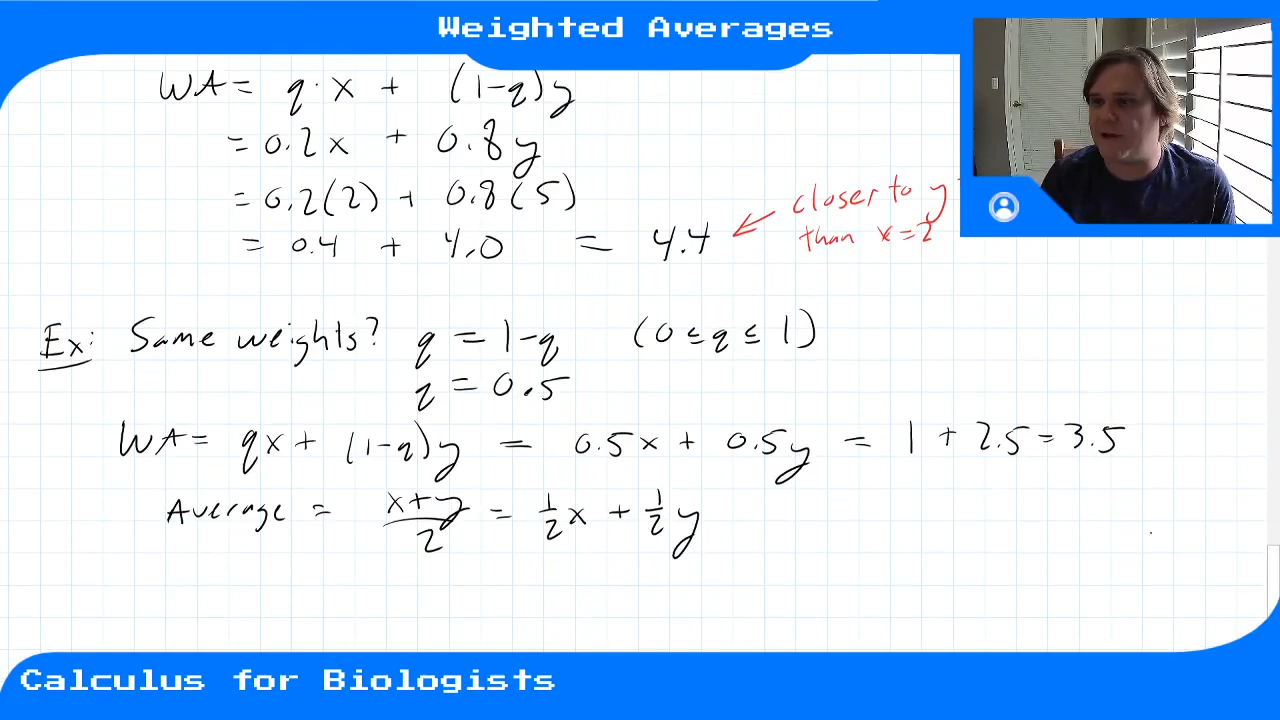 Weighted Averages
WA = q·x + (1-q)y
= 0.2x + 0.8y
= 0.2(2) + 0.8(5)
= 0.4 + 4.0 = 4.4
closer to y
than x=2
Ex: Same weights? q = 1-q (0 ≤ q ≤ 1)
q = 0.5
WA = qx + (1-q)y = 0.5x + 0.5y = 1 + 2.5 = 3.5
Average = x+y/2 = 1/2x + 1/2y
Calculus for Biologists